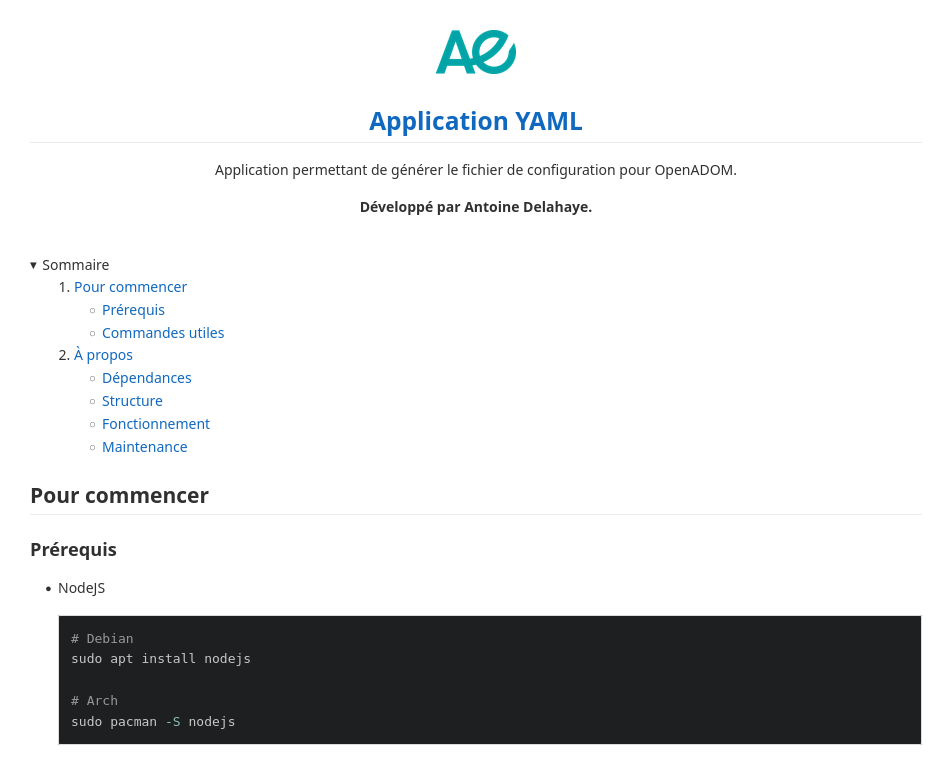 Ae
Application YAML
Application permettant de générer le fichier de configuration pour OpenADOM.
Développé par Antoine Delahaye.
▾ Sommaire
1. Pour commencer
○ Prérequis
○ Commandes utiles
2. À propos
○ Dépendances
○ Structure
○ Fonctionnement
○ Maintenance
Pour commencer
Prérequis
• NodeJS
# Debian
sudo apt install nodejs
# Arch
sudo pacman -S nodejs